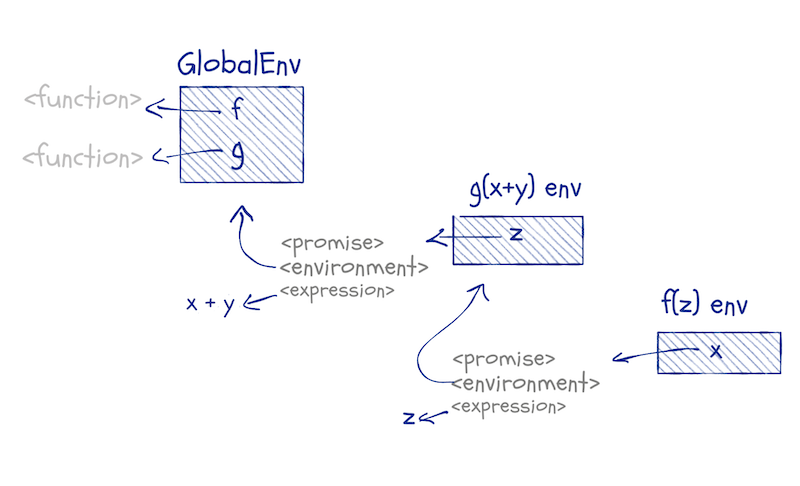 GlobalEnv
<function>
f
<function>
g
g(x+y) env
z
<promise>
<environment>
<expression>
x + y
f(z) env
x
<promise>
<environment>
<expression>
z